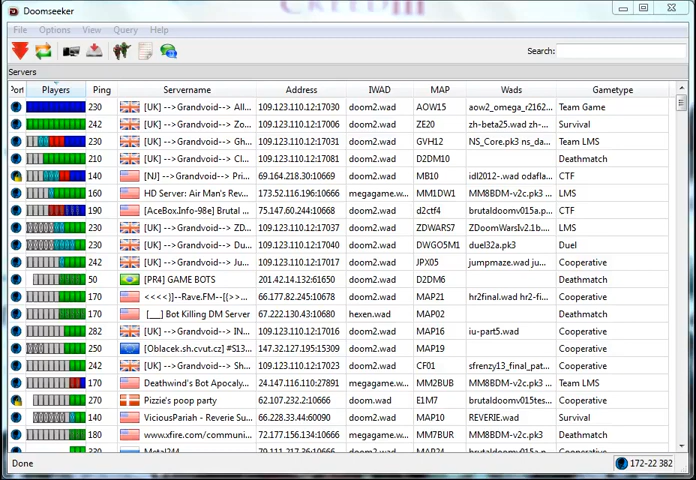 Doomseeker
File Options View Query Help
Search:
Servers
Port Players Ping Servername Address IWAD MAP Wads Gametype
230 [UK] -->Grandvoid--> All... 109.123.110.12:17030 doom2.wad AOW15 aow2_omega_r2162... Team Game
242 [UK] -->Grandvoid--> Zo... 109.123.110.12:17006 doom2.wad ZE20 zh-beta25.wad zh-... Survival
230 [UK] -->Grandvoid--> Gh... 109.123.110.12:17031 doom2.wad GVH12 NS_Core.pk3 ns_da... Team LMS
210 [UK] -->Grandvoid--> Cl... 109.123.110.12:17081 doom2.wad D2DM10 Deathmatch
140 [NJ] -->Grandvoid--> Pri... 69.164.218.30:10669 doom2.wad MB10 idl2012-.wad odafla... CTF
160 HD Server: Air Man's Rev... 173.52.116.196:10666 megagame.w... MM1DW1 MM8BDM-v2c.pk3 ... LMS
190 [AceBox.Info-98e] Brutal ... 75.147.60.244:10668 doom2.wad d2ctf4 brutaldoomv015a.p... CTF
230 [UK] -->Grandvoid--> ZD... 109.123.110.12:17037 doom2.wad ZDWARS7 ZDoomWarsIv2.1b.... LMS
230 [UK] -->Grandvoid--> Du... 109.123.110.12:17040 doom2.wad DWGO5M1 duel32a.pk3 Duel
242 [UK] -->Grandvoid--> Ju... 109.123.110.12:17017 doom2.wad JPX05 jumpmaze.wad ju... Cooperative
50 [PR4] GAME BOTS 201.42.14.132:61650 doom2.wad D2DM6 Deathmatch
170 <<<<)]--Rave.FM--[(>>... 66.177.82.245:10678 doom2.wad MAP21 hr2final.wad hr2-fi... Cooperative
170 [___] Bot Killing DM Server 67.222.130.43:10680 hexen.wad MAP02 Deathmatch
282 [UK] -->Grandvoid--> IN... 109.123.110.12:17016 doom2.wad MAP16 iu-part5.wad Cooperative
250 [Oblacek.sh.cvut.cz] #S13... 147.32.127.195:15309 doom2.wad MAP19 Cooperative
242 [UK] -->Grandvoid--> Sh... 109.123.110.12:17023 doom2.wad CF01 sfrenzy13_final_pat... Cooperative
170 Deathwind's Bot Apocaly... 24.147.116.110:27891 megagame.w... MM2BUB MM8BDM-v2c.pk3 ... Team LMS
270 Pizzie's poop party 62.107.232.2:10666 doom.wad E1M7 brutaldoomv015tes... Cooperative
140 ViciousPariah - Reverie Su... 66.228.33.44:60090 doom2.wad MAP10 REVERIE.wad Survival
180 www.xfire.com/communi... 72.177.156.134:10666 megagame.w... MM7BUR MM8BDM-v2c.pk3 ... Deathmatch
Done 172-22 382